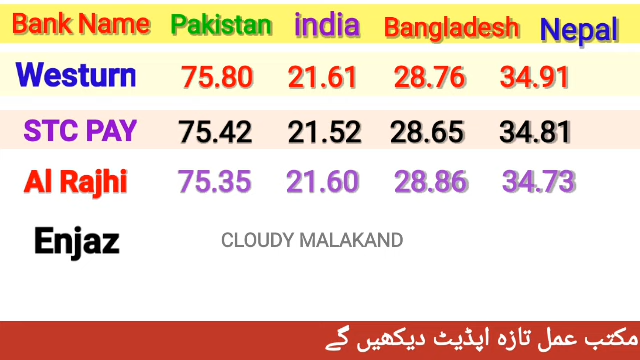 Bank Name Pakistan india Bangladesh Nepal
Westurn 75.80 21.61 28.76 34.91
STC PAY 75.42 21.52 28.65 34.81
Al Rajhi 75.35 21.60 28.86 34.73
Enjaz CLOUDY MALAKAND
مکتب عمل تازہ اپڈیٹ دیکھیں گے